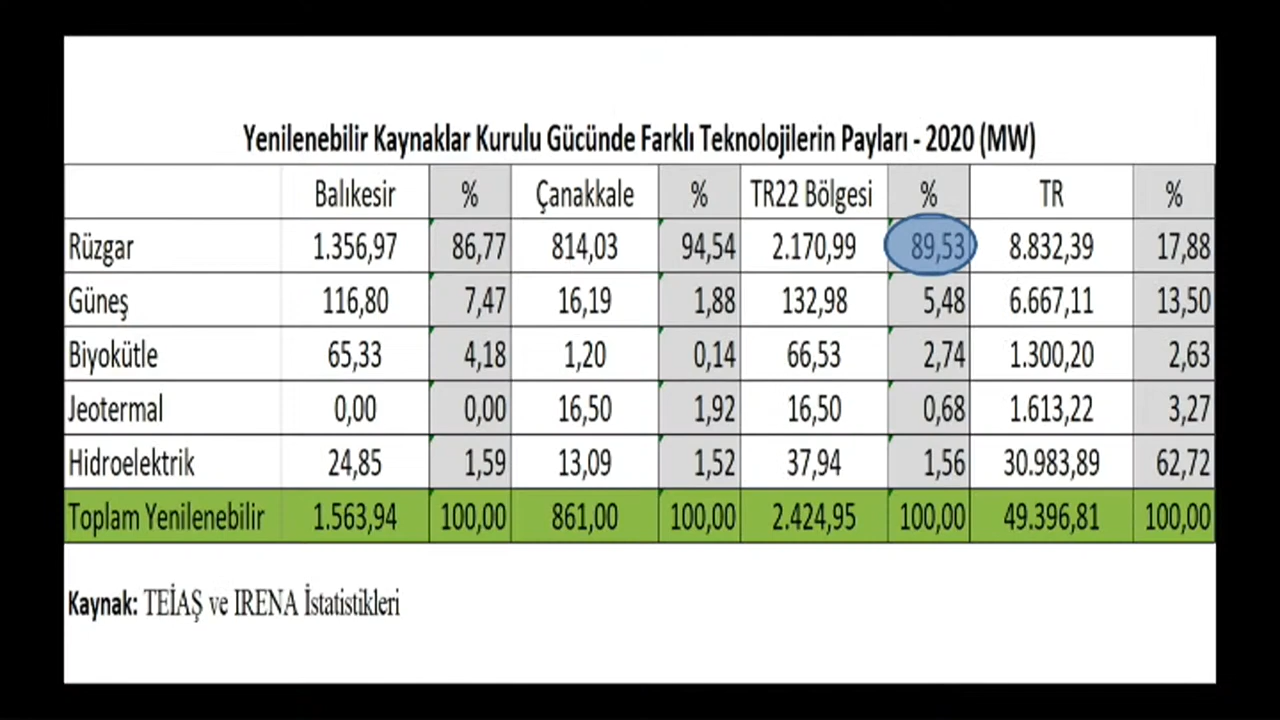 Yenilenebilir Kaynaklar Kurulu Gücünde Farklı Teknolojilerin Payları - 2020 (MW)
Balıkesir % Çanakkale % TR22 Bölgesi % TR %
Rüzgar 1.356,97 86,77 814,03 94,54 2.170,99 89,53 8.832,39 17,88
Güneş 116,80 7,47 16,19 1,88 132,98 5,48 6.667,11 13,50
Biyokütle 65,33 4,18 1,20 0,14 66,53 2,74 1.300,20 2,63
Jeotermal 0,00 0,00 16,50 1,92 16,50 0,68 1.613,22 3,27
Hidroelektrik 24,85 1,59 13,09 1,52 37,94 1,56 30.983,89 62,72
Toplam Yenilenebilir 1.563,94 100,00 861,00 100,00 2.424,95 100,00 49.396,81 100,00
Kaynak: TEİAŞ ve IRENA İstatistikleri